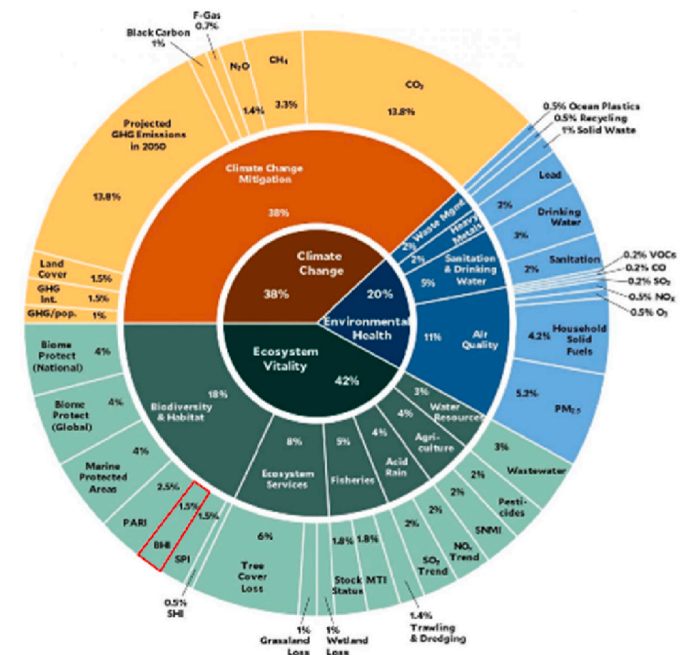 F-Gas
0.7%
Black Carbon
1%
N₂O
1.4%
CH₄
3.3%
CO₂
13.8%
Projected
GHG Emissions
in 2050
13.8%
Land
Cover
1.5%
GHG
Int.
1.5%
GHG/pop.
1%
Climate Change
Mitigation
38%
Climate
Change
38%
0.5% Ocean Plastics
0.5% Recycling
1% Solid Waste
Lead
2%
Drinking
Water
3%
Sanitation
2%
0.2% VOCs
0.2% CO
0.2% SO₂
0.5% NOₓ
0.5% O₃
4.2%
Household
Solid
Fuels
5.2%
PM₂.₅
Waste Mgmt
2%
Heavy
Metals
2%
Sanitation
& Drinking
Water
5%
11%
Air
Quality
20%
Environmental
Health
Ecosystem
Vitality
42%
18%
Biodiversity
& Habitat
8%
Ecosystem
Services
5%
Fisheries
4%
Acid
Rain
4%
Agri-
culture
3%
Water
Resources
Biome
Protect
(National)
4%
Biome
Protect
(Global)
4%
Marine
Protected
Areas
4%
2.5%
PARI
1.5%
BHI
1.5%
SPI
0.5%
SHI
6%
Tree
Cover
Loss
1%
Grassland
Loss
1%
Wetland
Loss
1.8%
Stock
Status
1.8%
MTI
1.4%
Trawling
& Dredging
2%
SO₂
Trend
2%
NOₓ
Trend
2%
SNMI
2%
Pesti-
cides
3%
Wastewater